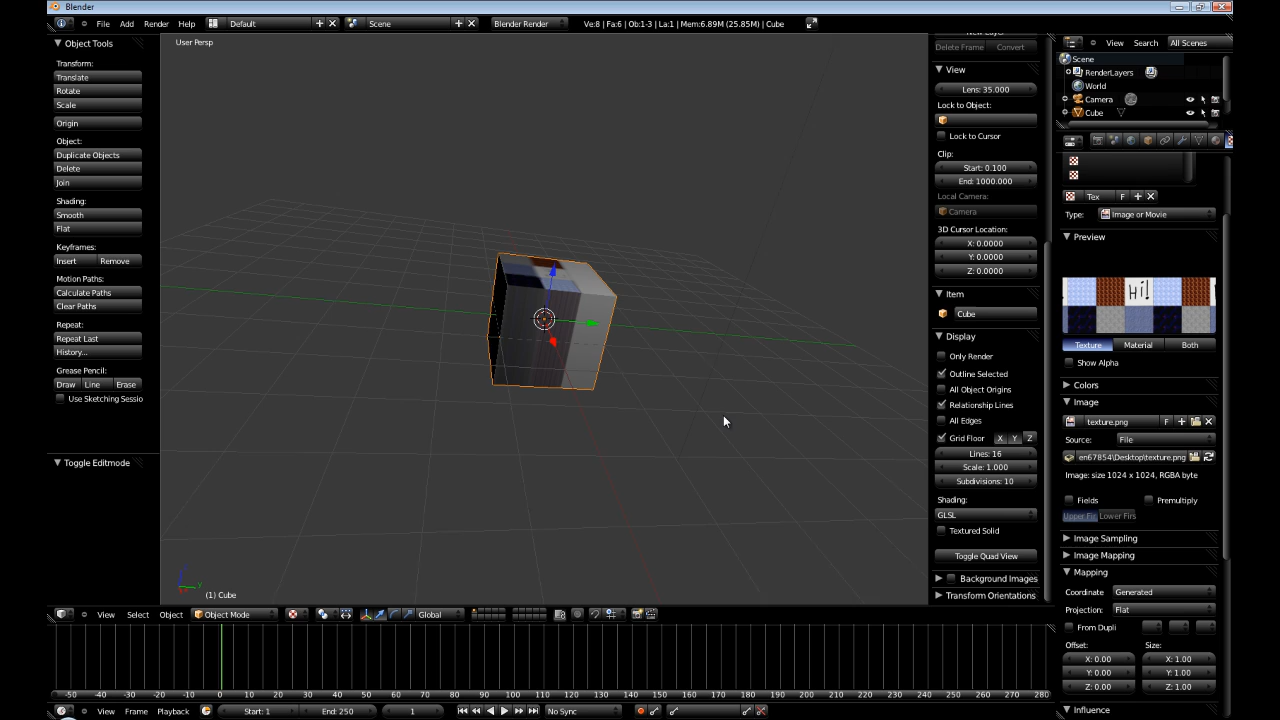 Blender
File Add Render Help Default Scene Blender Render Ve:8 | Fa:6 | Ob:1-3 | La:1 | Mem:6.89M (25.85M) | Cube
Object Tools
Transform:
Translate
Rotate
Scale
Origin
Object:
Duplicate Objects
Delete
Join
Shading:
Smooth
Flat
Keyframes:
Insert Remove
Motion Paths:
Calculate Paths
Clear Paths
Repeat:
Repeat Last
History...
Grease Pencil:
Draw Line Erase
Use Sketching Sessio
Toggle Editmode
User Persp
(1) Cube
View Select Object Object Mode Global
Delete Frame Convert
View
Lens: 35.000
Lock to Object:
Lock to Cursor
Clip:
Start: 0.100
End: 1000.000
Local Camera:
Camera
3D Cursor Location:
X: 0.0000
Y: 0.0000
Z: 0.0000
Item
Cube
Display
Only Render
Outline Selected
All Object Origins
Relationship Lines
All Edges
Grid Floor X Y Z
Lines: 16
Scale: 1.000
Subdivisions: 10
Shading:
GLSL
Textured Solid
Toggle Quad View
Background Images
Transform Orientations
View Search All Scenes
Scene
RenderLayers
World
Camera
Cube
Tex F
Type: Image or Movie
Preview
Hi!
Texture Material Both
Show Alpha
Colors
Image
texture.png F
Source: File
en67854\Desktop\texture.png
Image: size 1024 x 1024, RGBA byte
Fields Premultiply
Upper Fir Lower Firs
Image Sampling
Image Mapping
Mapping
Coordinate Generated
Projection: Flat
From Dupli
Offset: Size:
X: 0.00 X: 1.00
Y: 0.00 Y: 1.00
Z: 0.00 Z: 1.00
Influence
-50 -40 -30 -20 -10 0 10 20 30 40 50 60 70 80 90 100 110 120 130 140 150 160 170 180 190 200 210 220 230 240 250 260 270 280
View Frame Playback Start: 1 End: 250 1 No Sync